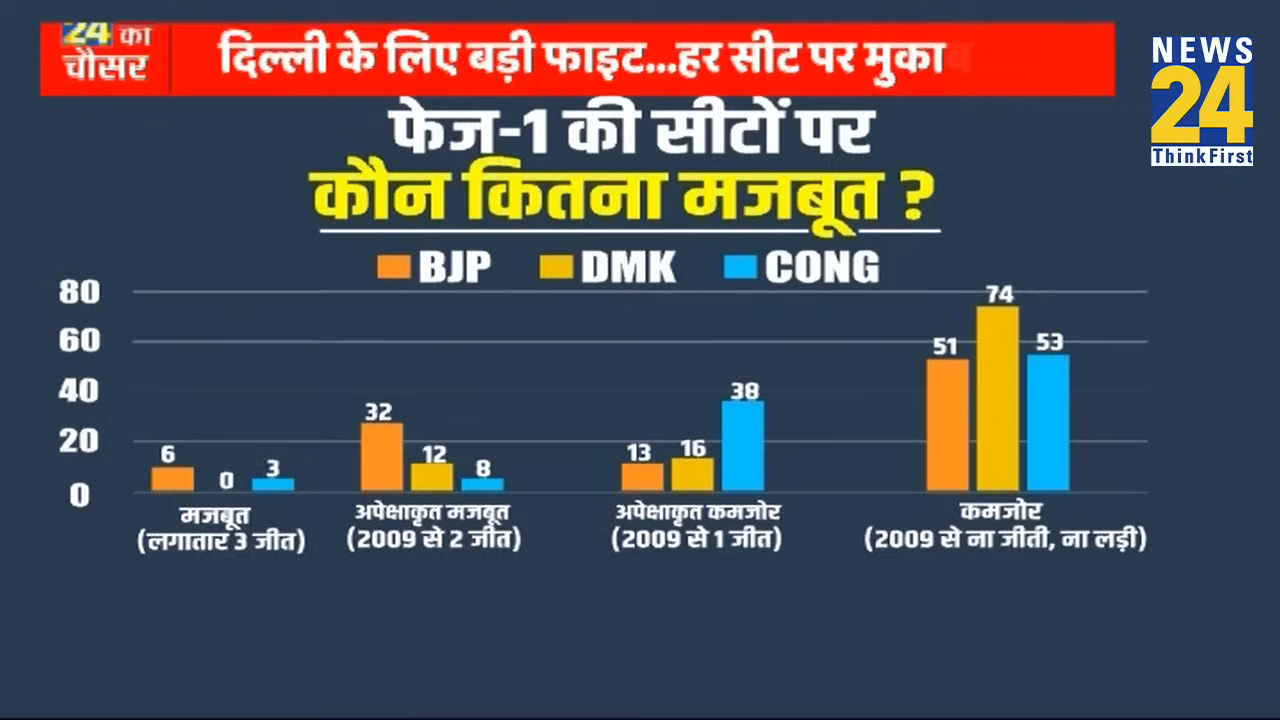 24 का
चौसर
दिल्ली के लिए बड़ी फाइट...हर सीट पर मुका
NEWS
24
ThinkFirst
फेज-1 की सीटों पर
कौन कितना मजबूत ?
BJP DMK CONG
80
60
40
20
0
6 0 3
32 12 8
13 16 38
51 74 53
मजबूत
(लगातार 3 जीत)
अपेक्षाकृत मजबूत
(2009 से 2 जीत)
अपेक्षाकृत कमजोर
(2009 से 1 जीत)
कमजोर
(2009 से ना जीती, ना लड़ी)